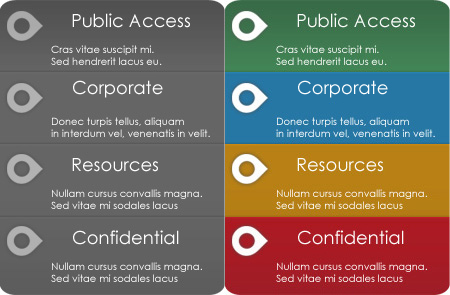 Public Access
Cras vitae suscipit mi.
Sed hendrerit lacus eu.
Corporate
Donec turpis tellus, aliquam
in interdum vel, venenatis in velit.
Resources
Nullam cursus convallis magna.
Sed vitae mi sodales lacus
Confidential
Nullam cursus convallis magna.
Sed vitae mi sodales lacus
Public Access
Cras vitae suscipit mi.
Sed hendrerit lacus eu.
Corporate
Donec turpis tellus, aliquam
in interdum vel, venenatis in velit.
Resources
Nullam cursus convallis magna.
Sed vitae mi sodales lacus
Confidential
Nullam cursus convallis magna.
Sed vitae mi sodales lacus